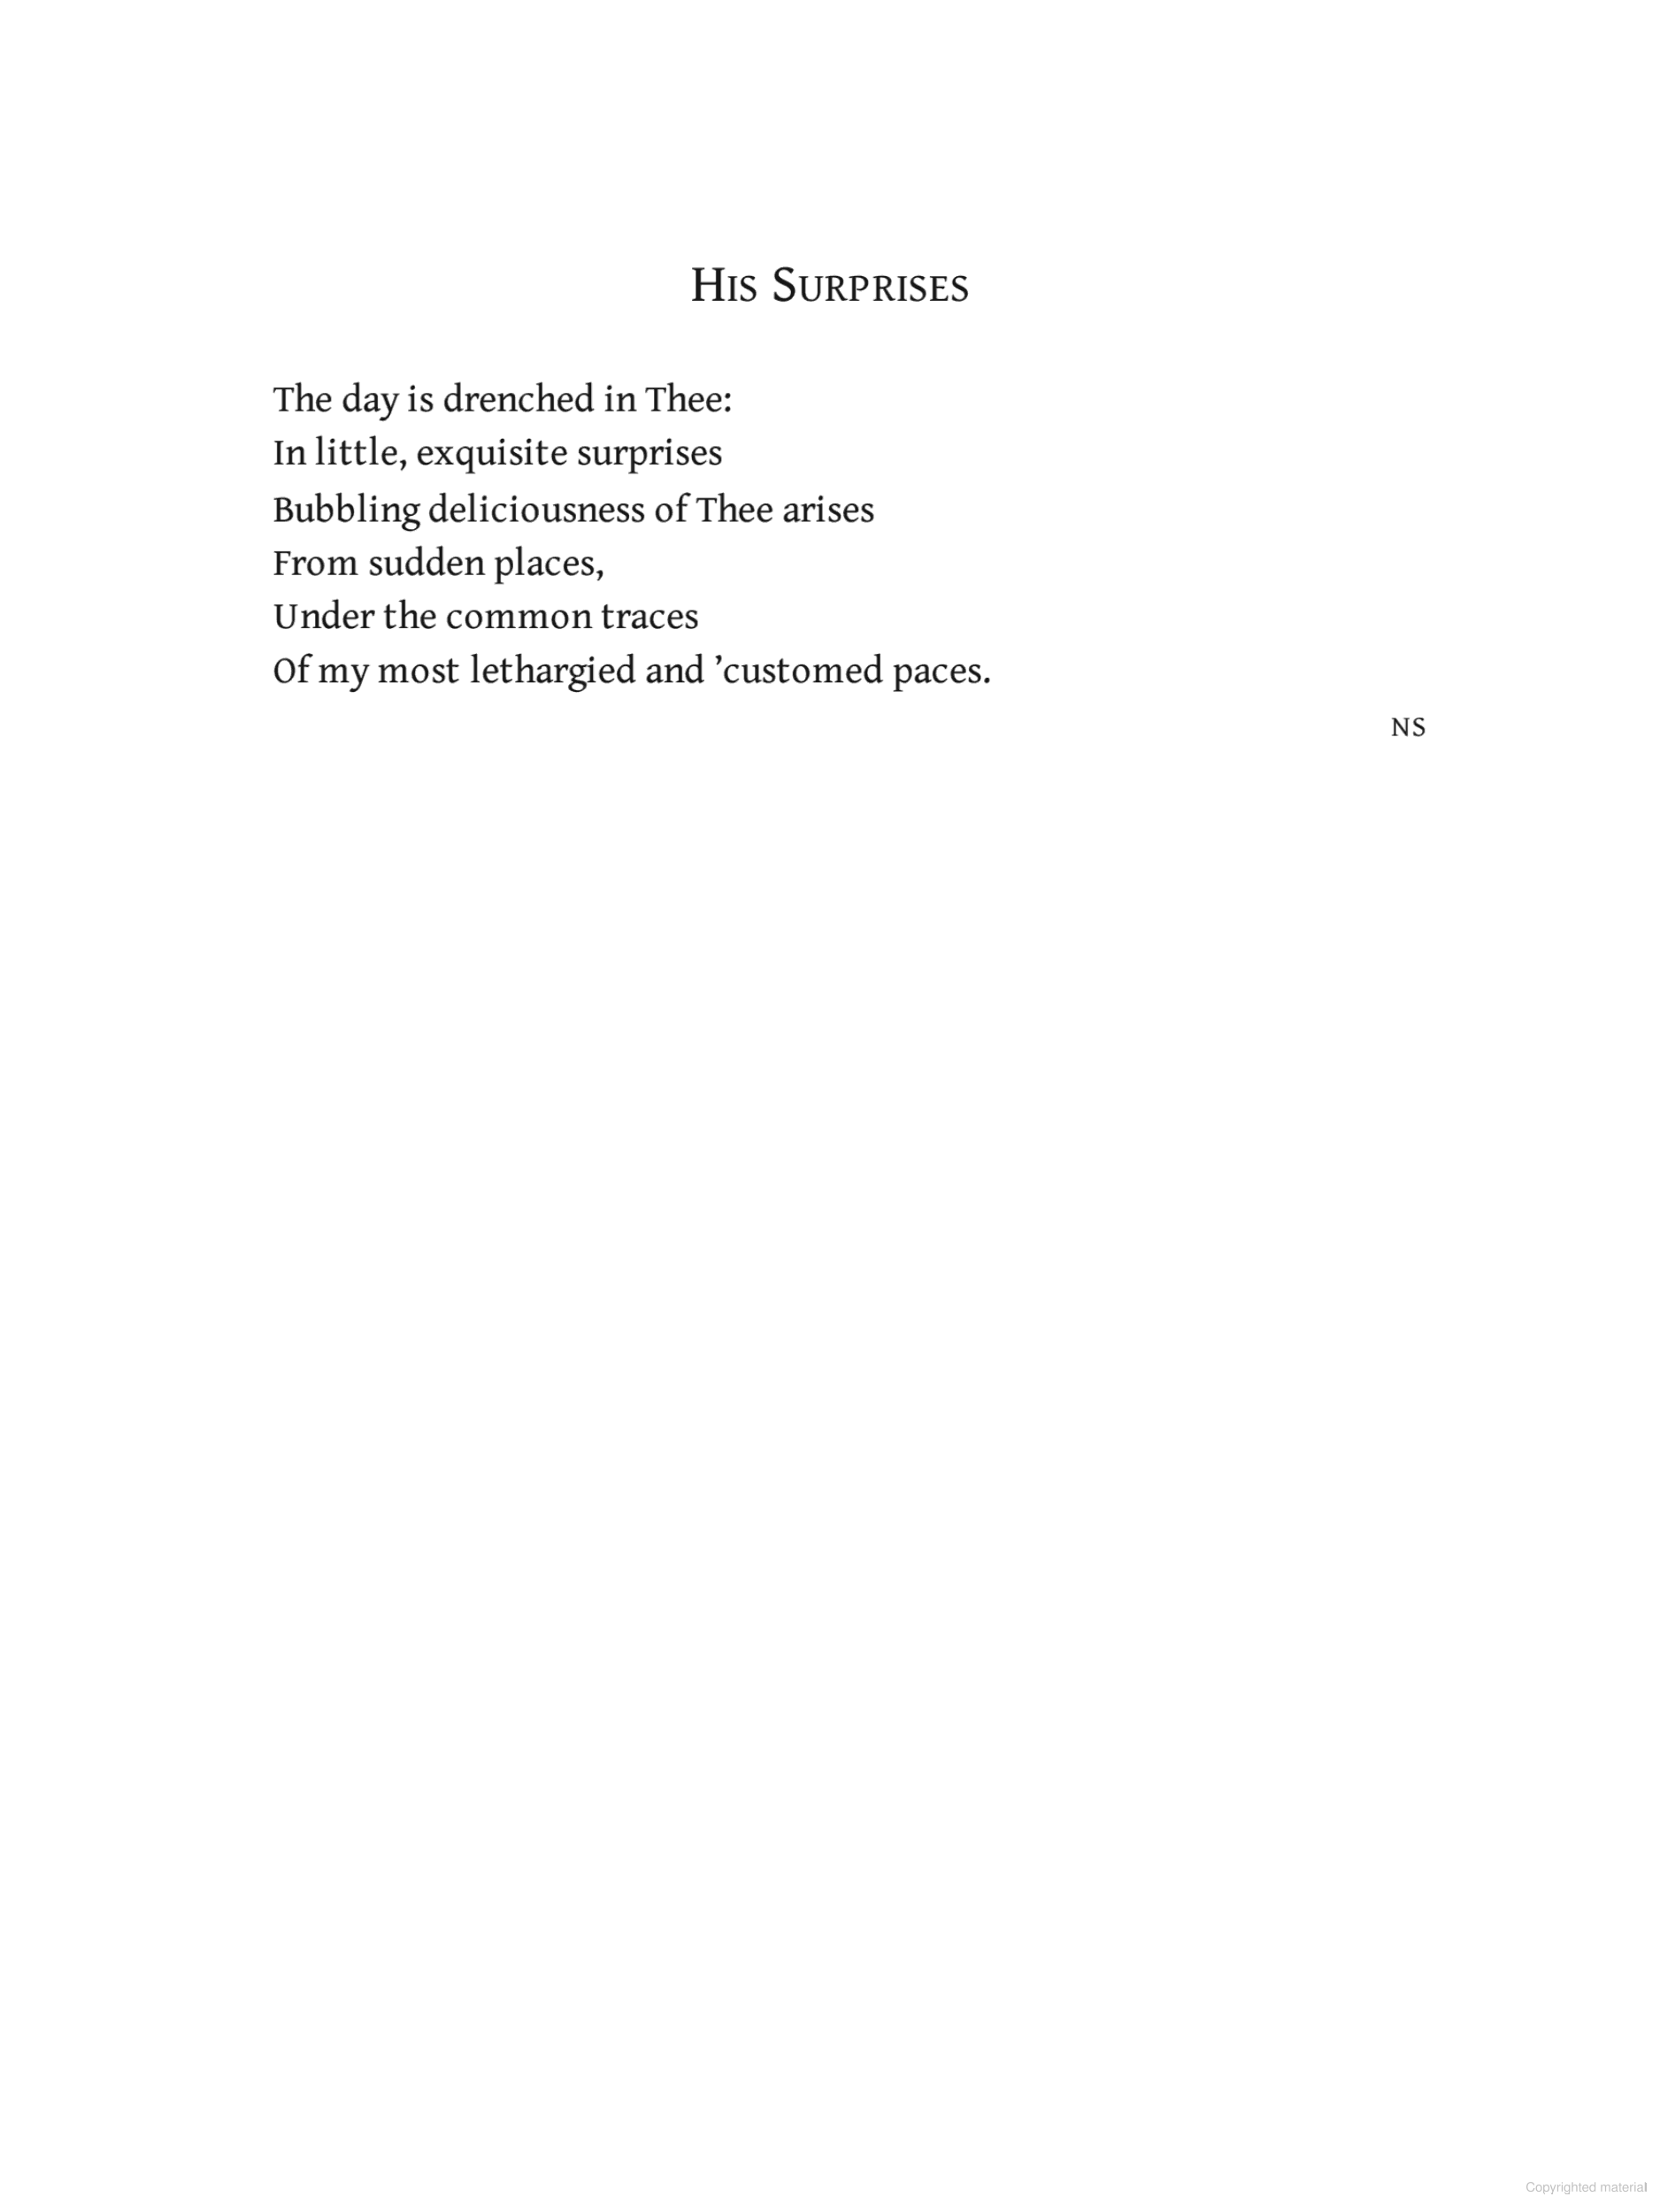 His Surprises
The day is drenched in Thee:
In little, exquisite surprises
Bubbling deliciousness of Thee arises
From sudden places,
Under the common traces
Of my most lethargied and ’customed paces.
NS
Copyrighted material